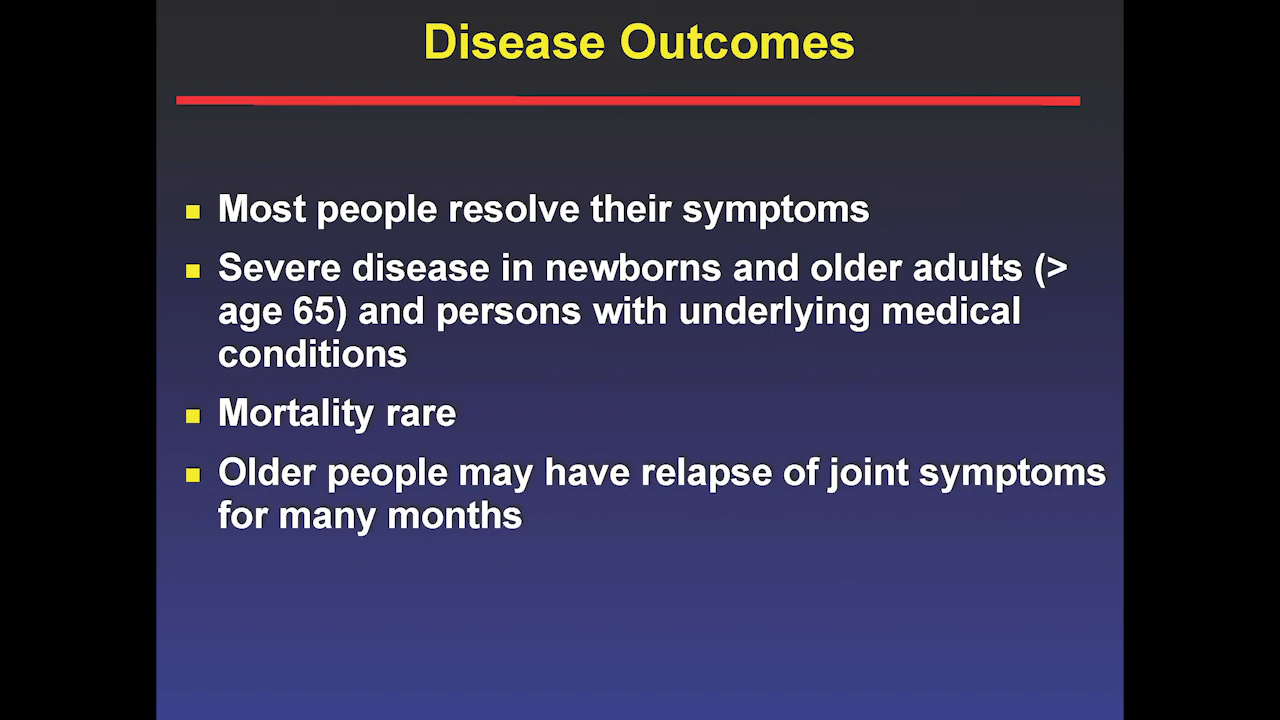 Disease Outcomes
Most people resolve their symptoms
Severe disease in newborns and older adults (>
age 65) and persons with underlying medical
conditions
Mortality rare
Older people may have relapse of joint symptoms
for many months